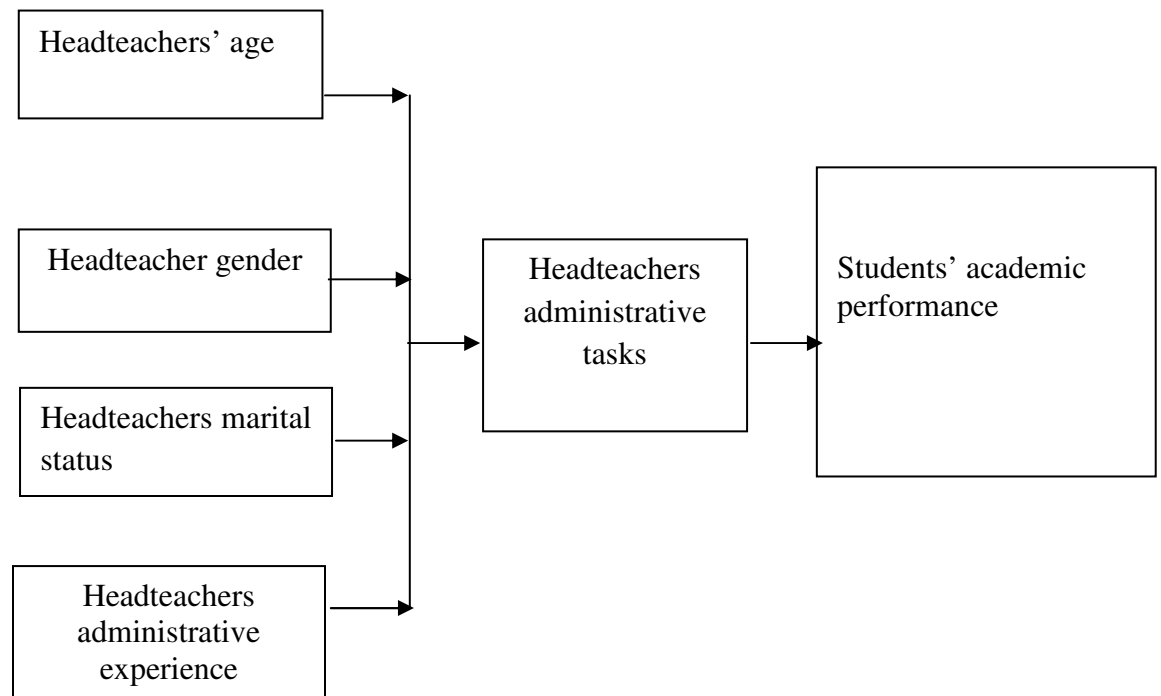 Headteachers’ age
Headteacher gender
Headteachers marital
status
Headteachers
administrative
experience
Headteachers
administrative
tasks
Students’ academic
performance